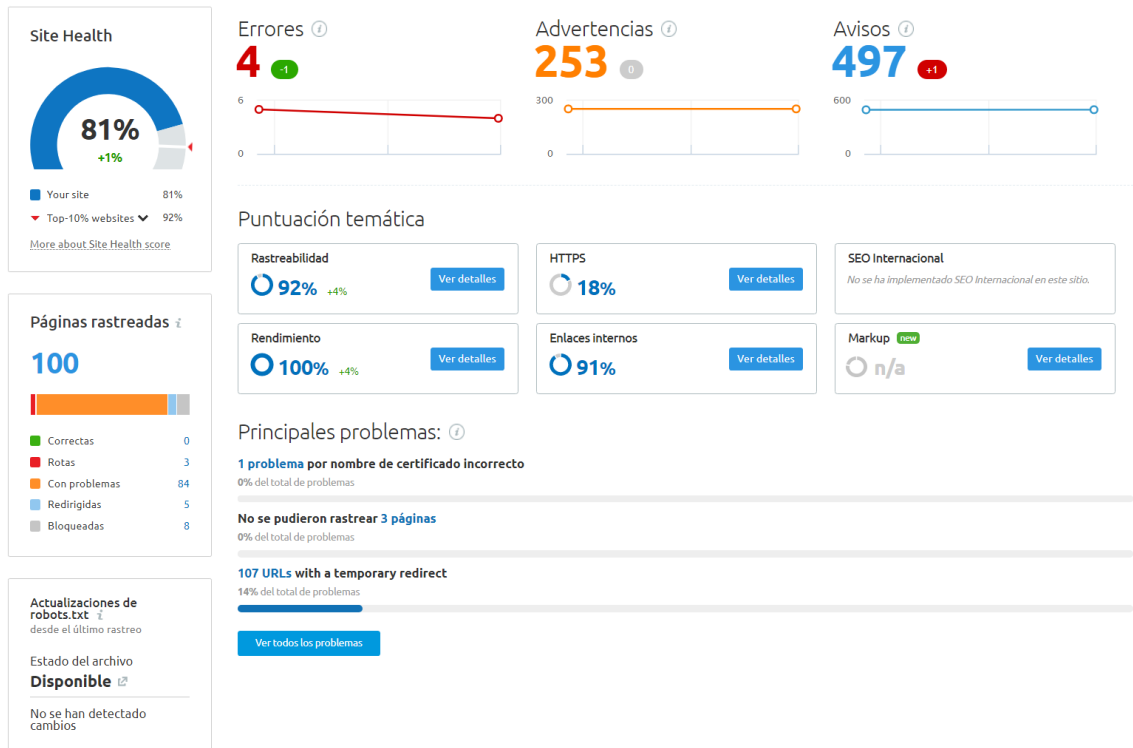 Site Health
81%
+1%
Your site 81%
Top-10% websites 92%
More about Site Health score
Páginas rastreadas i
100
Correctas 0
Rotas 3
Con problemas 84
Redirigidas 5
Bloqueadas 8
Actualizaciones de
robots.txt i
desde el último rastreo
Estado del archivo
Disponible
No se han detectado
cambios
Errores i
4 -1
6
0
Advertencias i
253 0
300
0
Avisos i
497 +1
600
0
Puntuación temática
Rastreabilidad
92% +4%
Ver detalles
HTTPS
18%
Ver detalles
SEO Internacional
No se ha implementado SEO Internacional en este sitio.
Rendimiento
100% +4%
Ver detalles
Enlaces internos
91%
Ver detalles
Markup new
n/a
Ver detalles
Principales problemas: i
1 problema por nombre de certificado incorrecto
0% del total de problemas
No se pudieron rastrear 3 páginas
0% del total de problemas
107 URLs with a temporary redirect
14% del total de problemas
Ver todos los problemas